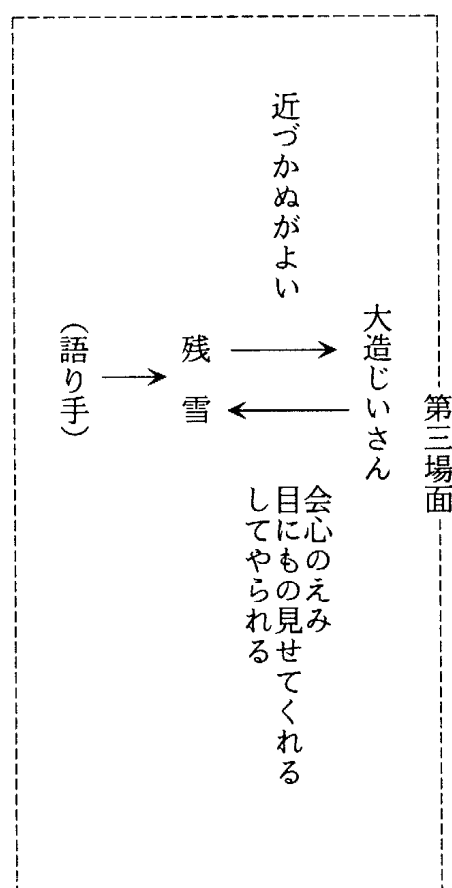 第三場面
大造じいさん
会心のえみ
目にもの見せてくれる
してやられる
近づかぬがよい
残雪
(語り手)